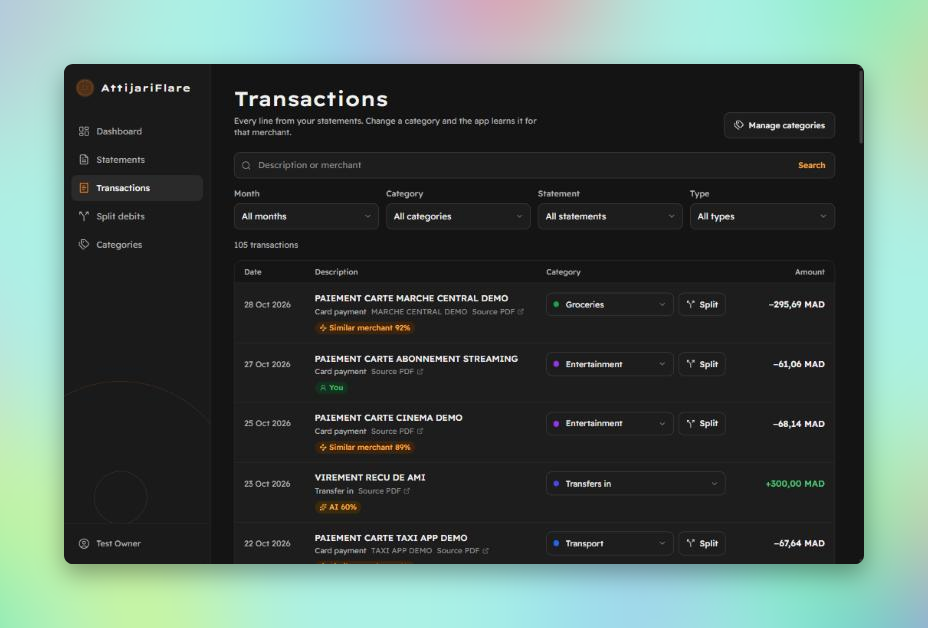 AttijariFlare
Dashboard
Statements
Transactions
Split debits
Categories
Test Owner
Transactions
Every line from your statements. Change a category and the app learns it for
that merchant.
Manage categories
Description or merchant
Search
Month
Category
Statement
Type
All months
All categories
All statements
All types
105 transactions
Date
Description
Category
Amount
28 Oct 2026
PAIEMENT CARTE MARCHE CENTRAL DEMO
Card payment MARCHE CENTRAL DEMO Source PDF
Similar merchant 92%
Groceries
Split
−295,69 MAD
27 Oct 2026
PAIEMENT CARTE ABONNEMENT STREAMING
Card payment Source PDF
You
Entertainment
Split
−61,06 MAD
25 Oct 2026
PAIEMENT CARTE CINEMA DEMO
Card payment Source PDF
Similar merchant 89%
Entertainment
Split
−68,14 MAD
23 Oct 2026
VIREMENT RECU DE AMI
Transfer in Source PDF
AI 60%
Transfers in
+300,00 MAD
22 Oct 2026
PAIEMENT CARTE TAXI APP DEMO
Card payment TAXI APP DEMO Source PDF
Transport
Split
−67,64 MAD